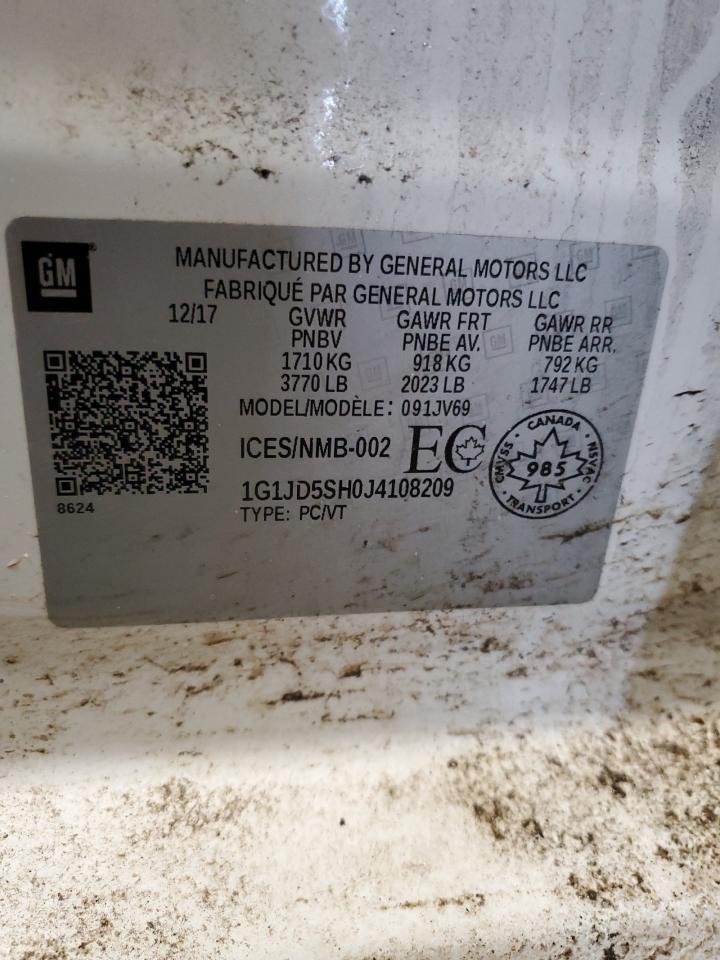 GM
MANUFACTURED BY GENERAL MOTORS LLC
FABRIQUÉ PAR GENERAL MOTORS LLC
12/17 GVWR GAWR FRT GAWR RR
PNBV PNBE AV. PNBE ARR.
1710 KG 918 KG 792 KG
3770 LB 2023 LB 1747 LB
MODEL/MODÈLE: 091JV69
ICES/NMB-002 EC
1G1JD5SH0J4108209
TYPE: PC/VT
8624
CANADA
CMVSS · NSVAC
985
TRANSPORT